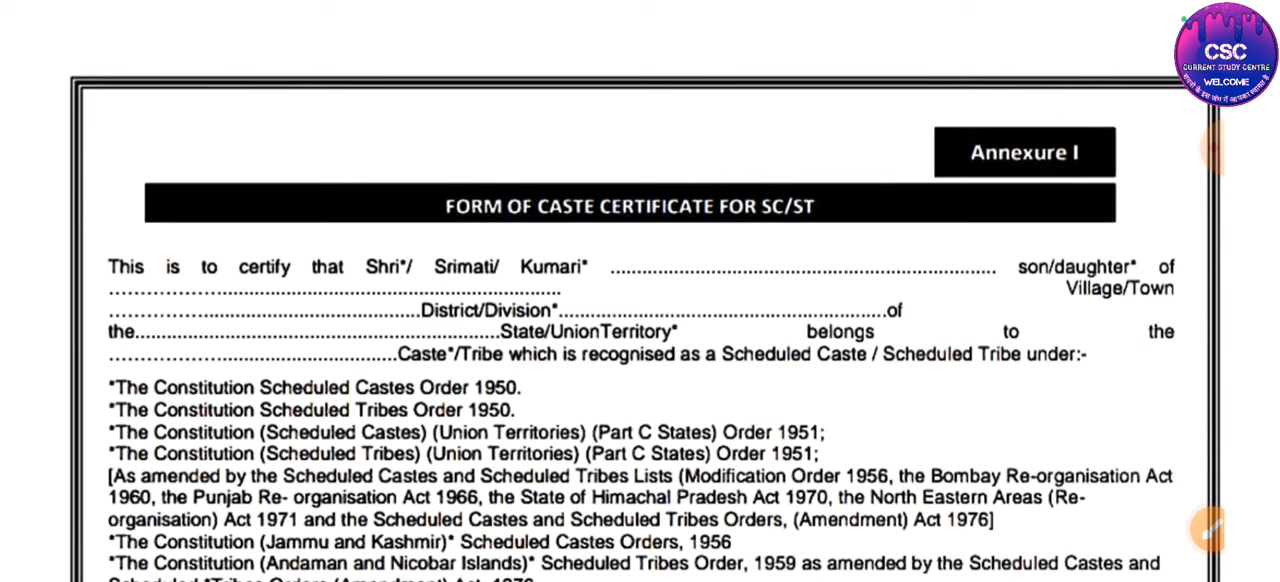 CSC
CURRENT STUDY CENTRE
WELCOME
Annexure I
FORM OF CASTE CERTIFICATE FOR SC/ST
This is to certify that Shri*/ Srimati/ Kumari* ........................................................................ son/daughter* of
.................................................................................... Village/Town
..........................................................District/Division*.............................................................of
the....................................................................State/UnionTerritory* belongs to the
.....................................................Caste*/Tribe which is recognised as a Scheduled Caste / Scheduled Tribe under:-
*The Constitution Scheduled Castes Order 1950.
*The Constitution Scheduled Tribes Order 1950.
*The Constitution (Scheduled Castes) (Union Territories) (Part C States) Order 1951;
*The Constitution (Scheduled Tribes) (Union Territories) (Part C States) Order 1951;
[As amended by the Scheduled Castes and Scheduled Tribes Lists (Modification Order 1956, the Bombay Re-organisation Act
1960, the Punjab Re- organisation Act 1966, the State of Himachal Pradesh Act 1970, the North Eastern Areas (Re-
organisation) Act 1971 and the Scheduled Castes and Scheduled Tribes Orders, (Amendment) Act 1976]
*The Constitution (Jammu and Kashmir)* Scheduled Castes Orders, 1956
*The Constitution (Andaman and Nicobar Islands)* Scheduled Tribes Order, 1959 as amended by the Scheduled Castes and